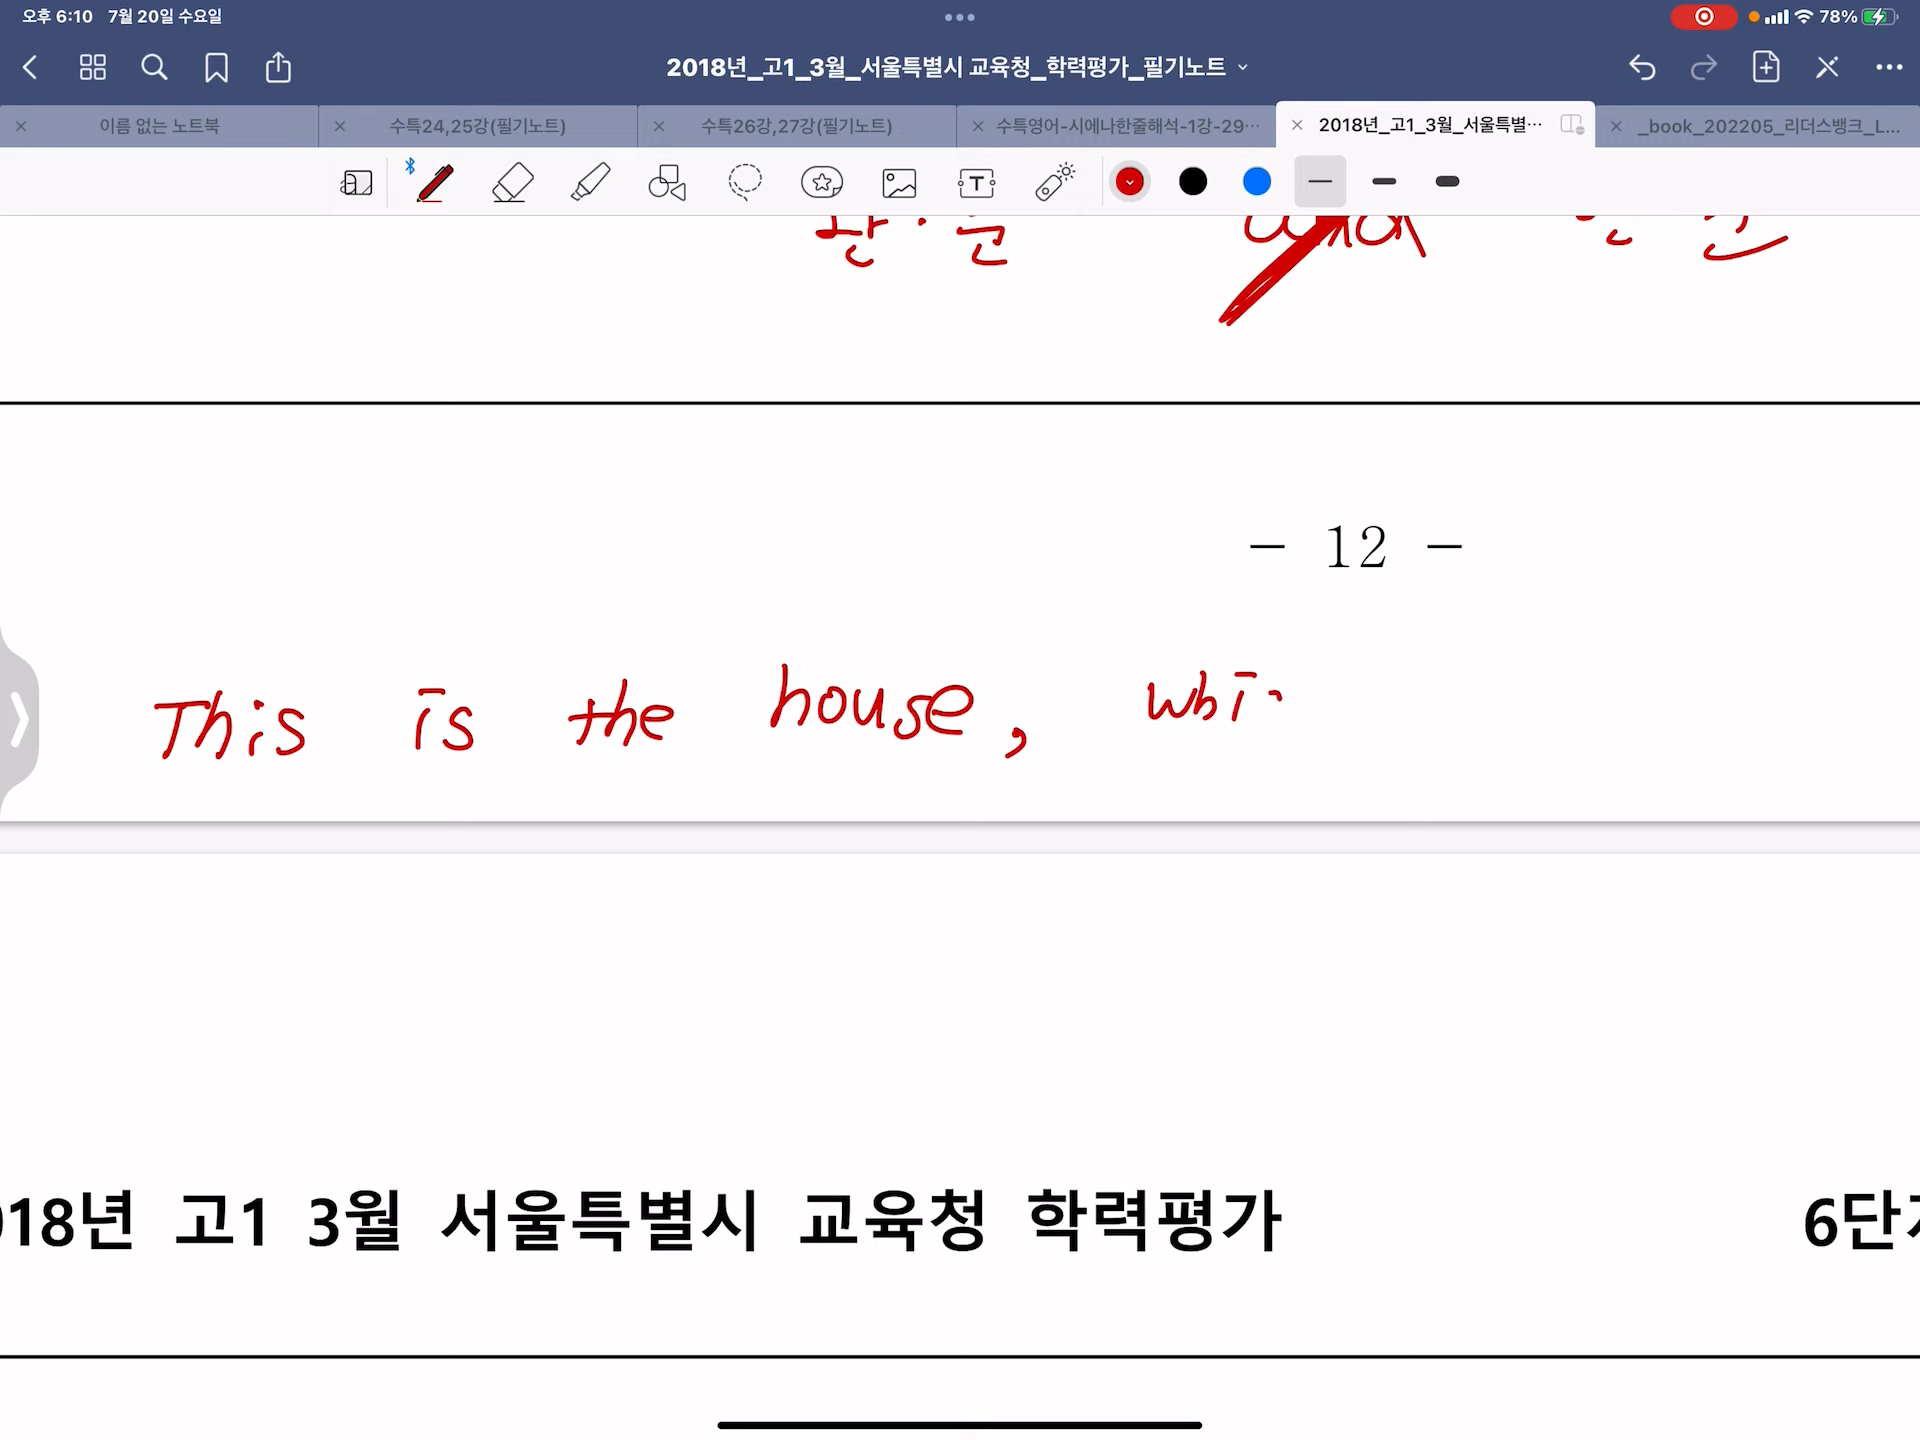 오후 6:10 7월 20일 수요일
78%
2018년_고1_3월_서울특별시 교육청_학력평가_필기노트
이름 없는 노트북
수특24,25강(필기노트)
수특26강,27강(필기노트)
수특영어-시에나한줄해석-1강-29…
2018년_고1_3월_서울특별…
_book_202205_리더스뱅크_L...
- 12 -
This is the house, whi
018년 고1 3월 서울특별시 교육청 학력평가
6단